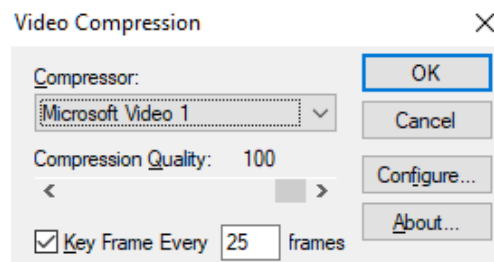 Video Compression
Compressor:
Microsoft Video 1
Compression Quality: 100
Key Frame Every 25 frames
OK
Cancel
Configure...
About...